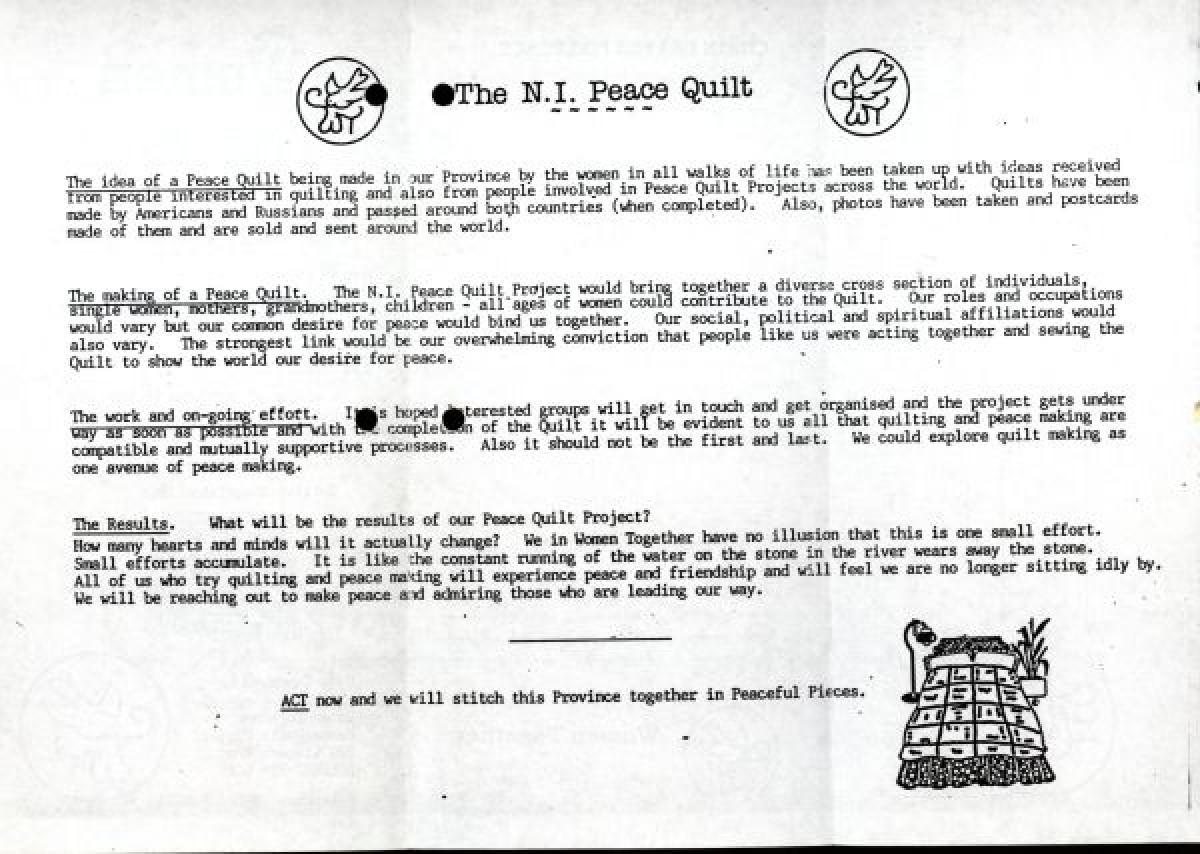 The N.I. Peace Quilt
The idea of a Peace Quilt being made in our Province by the women in all walks of life has been taken up with ideas received
from people interested in quilting and also from people involved in Peace Quilt Projects across the world. Quilts have been
made by Americans and Russians and passed around both countries (when completed). Also, photos have been taken and postcards
made of them and are sold and sent around the world.
The making of a Peace Quilt. The N.I. Peace Quilt Project would bring together a diverse cross section of individuals,
single women, mothers, grandmothers, children - all ages of women could contribute to the Quilt. Our roles and occupations
would vary but our common desire for peace would bind us together. Our social, political and spiritual affiliations would
also vary. The strongest link would be our overwhelming conviction that people like us were acting together and sewing the
Quilt to show the world our desire for peace.
The work and on-going effort. It is hoped interested groups will get in touch and get organised and the project gets under
way as soon as possible and with the completion of the Quilt it will be evident to us all that quilting and peace making are
compatible and mutually supportive processes. Also it should not be the first and last. We could explore quilt making as
one avenue of peace making.
The Results. What will be the results of our Peace Quilt Project?
How many hearts and minds will it actually change? We in Women Together have no illusion that this is one small effort.
Small efforts accumulate. It is like the constant running of the water on the stone in the river wears away the stone.
All of us who try quilting and peace making will experience peace and friendship and will feel we are no longer sitting idly by.
We will be reaching out to make peace and admiring those who are leading our way.
ACT now and we will stitch this Province together in Peaceful Pieces.